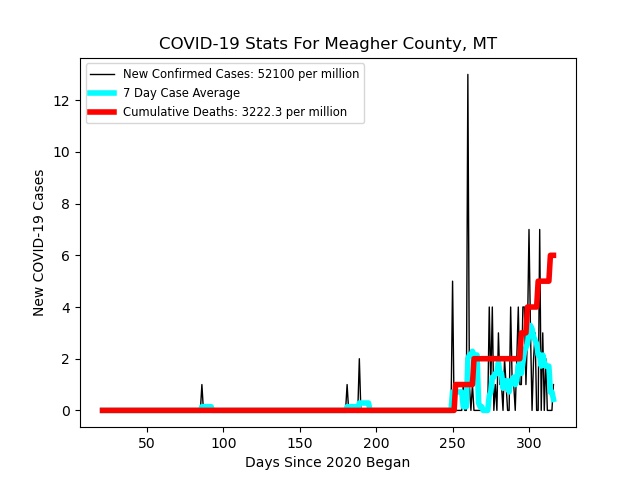 COVID-19 Stats For Meagher County, MT
New Confirmed Cases: 52100 per million
7 Day Case Average
Cumulative Deaths: 3222.3 per million
New COVID-19 Cases
12
10
8
6
4
2
0
50 100 150 200 250 300
Days Since 2020 Began